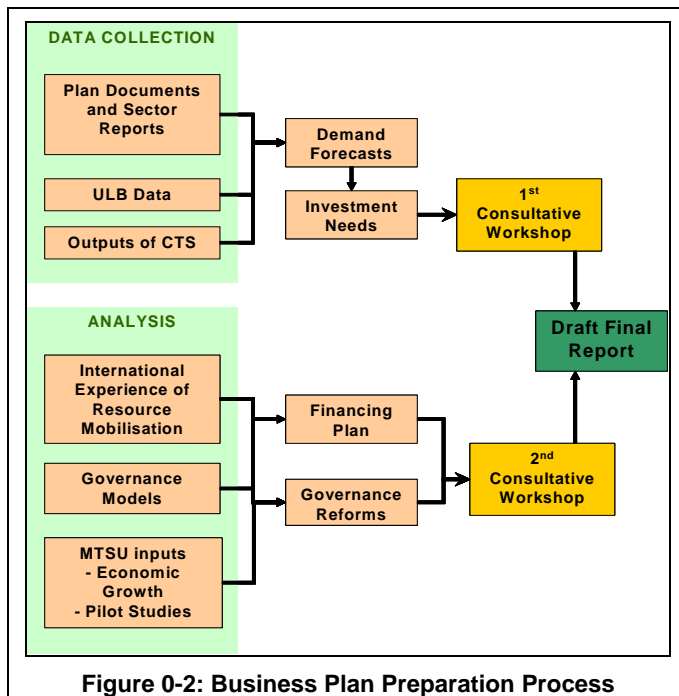 DATA COLLECTION
Plan Documents
and Sector
Reports
ULB Data
Outputs of CTS
Demand
Forecasts
Investment
Needs
1st
Consultative
Workshop
Draft Final
Report
ANALYSIS
International
Experience of
Resource
Mobilisation
Governance
Models
MTSU inputs
- Economic
Growth
- Pilot Studies
Financing
Plan
Governance
Reforms
2nd
Consultative
Workshop
Figure 0-2: Business Plan Preparation Process